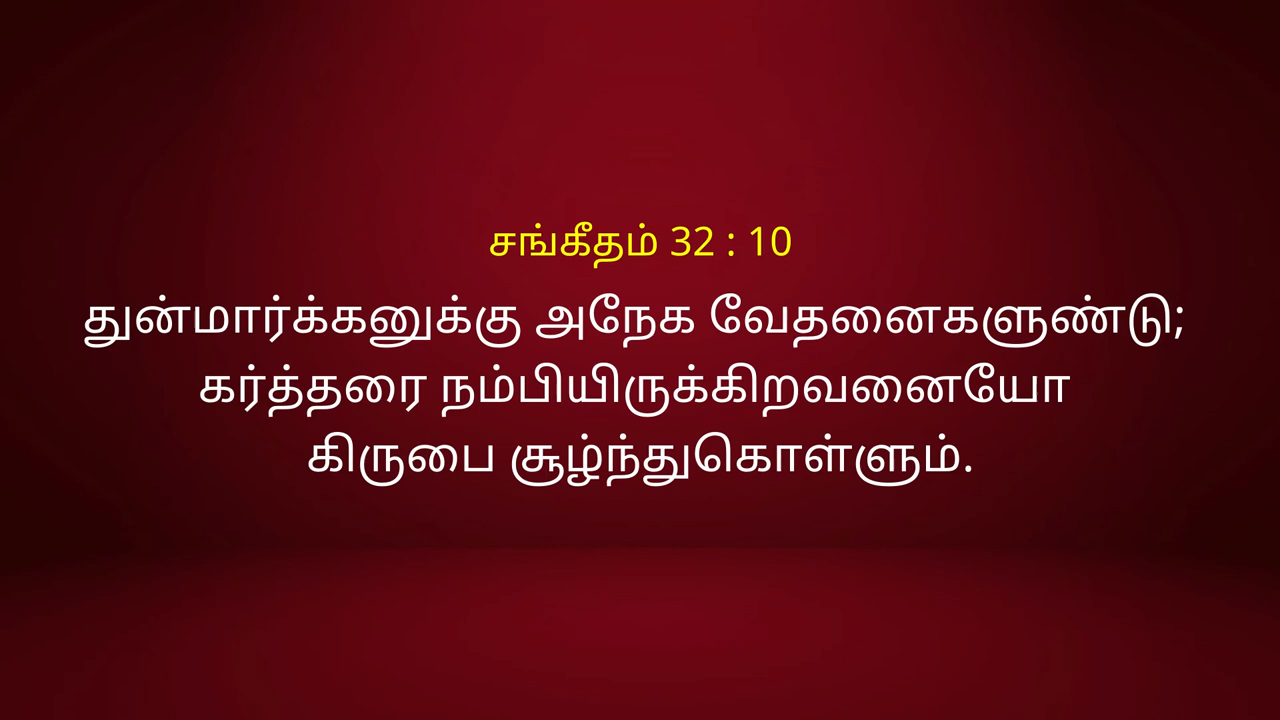 சங்கீதம் 32 : 10
துன்மார்க்கனுக்கு அநேக வேதனைகளுண்டு;
கர்த்தரை நம்பியிருக்கிறவனையோ
கிருபை சூழ்ந்துகொள்ளும்.